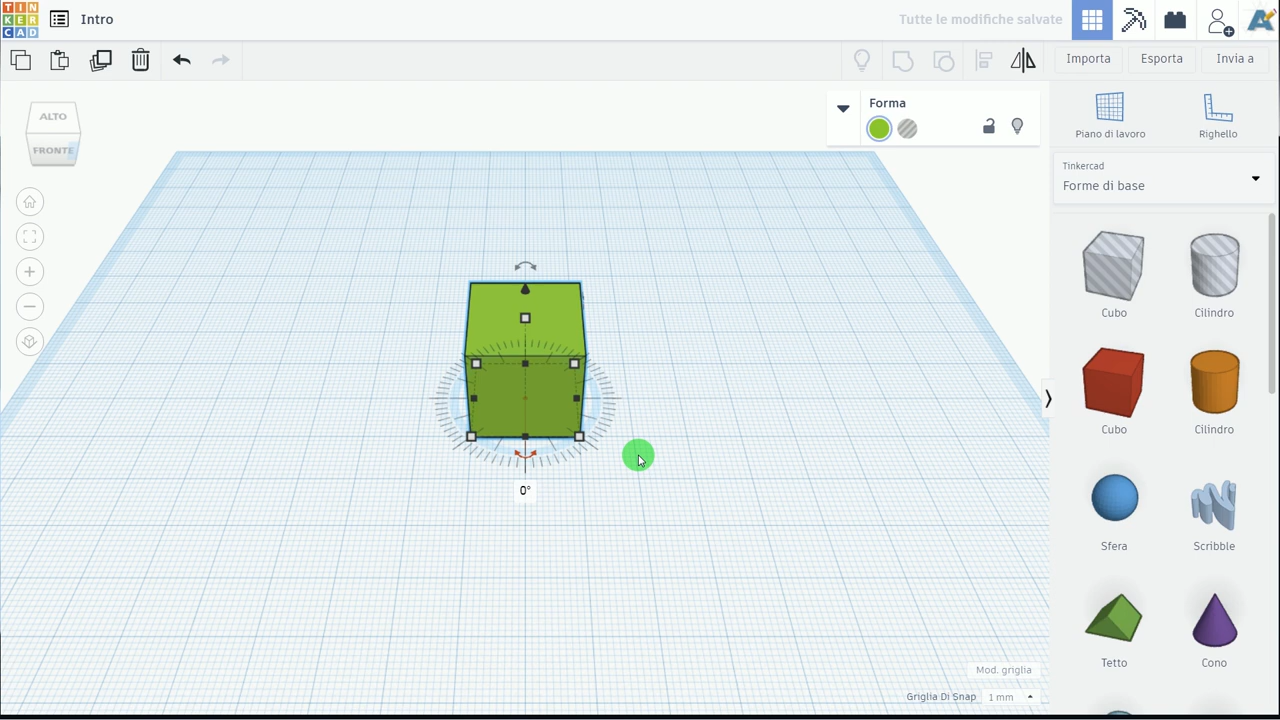 TIN
KER
CAD
Intro
Tutte le modifiche salvate
Importa
Esporta
Invia a
ALTO
FRONTE
Forma
Piano di lavoro
Righello
Tinkercad
Forme di base
Cubo
Cilindro
Cubo
Cilindro
Sfera
Scribble
Tetto
Cono
0°
Mod. griglia
Griglia Di Snap
1 mm